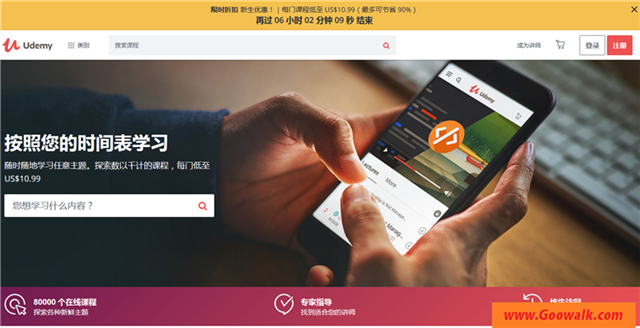 限时折扣 新生优惠！| 每门课程低至 US$10.99（最多可节省 90%）
再过 06 小时 02 分钟 09 秒 结束
Udemy
类别
搜索课程
成为讲师
登录
注册
Udemy
按照您的时间表学习
随时随地学习任意主题。探索数以千计的课程，每门低至
US$10.99
您想学习什么内容？
Lectures
More
80000 个在线课程
探索各种新鲜主题
专家指导
找到适合您的讲师
终生访问
www.Goowalk.com